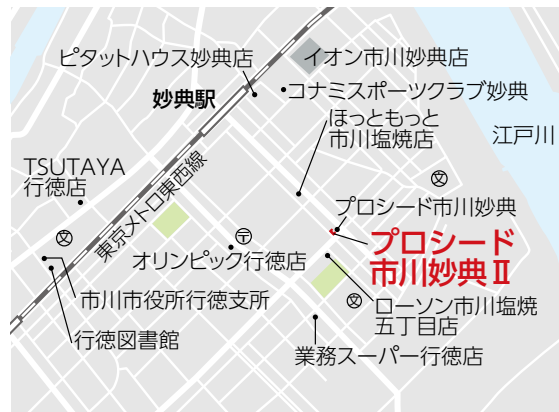 ピタットハウス妙典店
イオン市川妙典店
妙典駅
コナミスポーツクラブ妙典
ほっともっと
市川塩焼店
江戸川
TSUTAYA
行徳店
東京メトロ東西線
プロシード市川妙典
プロシード
市川妙典Ⅱ
オリンピック行徳店
市川市役所行徳支所
ローソン市川塩焼
五丁目店
行徳図書館
業務スーパー行徳店